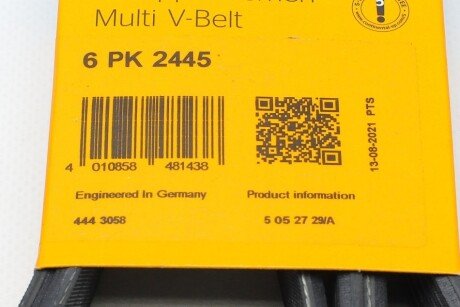 Multi V-Belt
6 PK 2445
4 010858 481438
13-08-2021 PTS
Engineered In Germany
Product information
444 3058
5 05 27 29/A